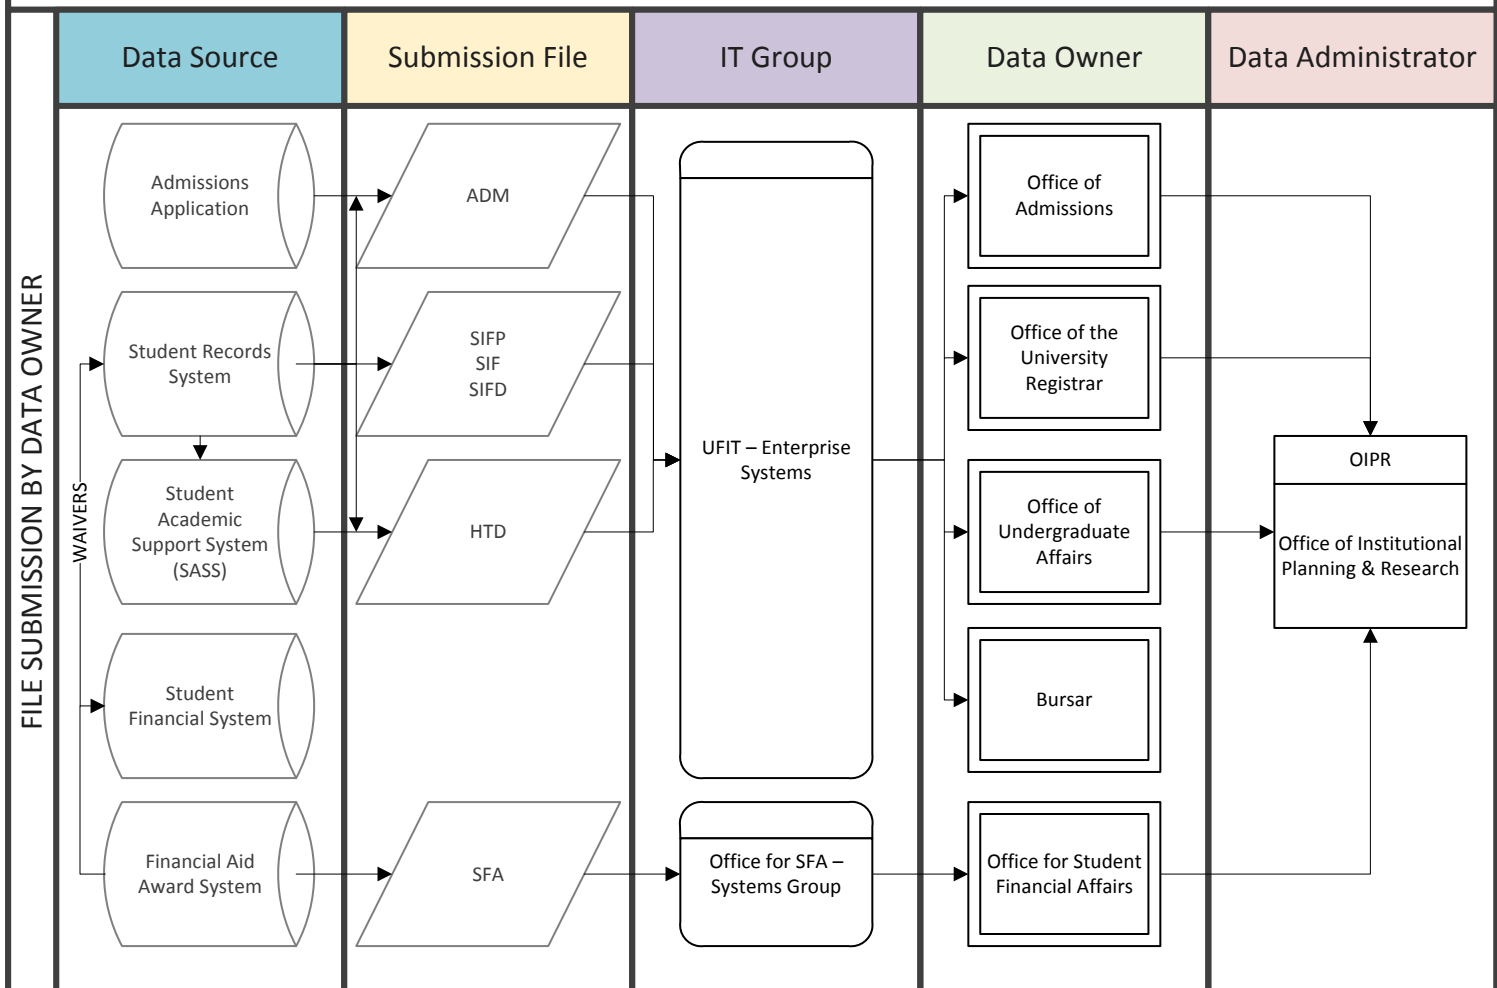 Data Source
Submission File
IT Group
Data Owner
Data Administrator
FILE SUBMISSION BY DATA OWNER
Admissions
Application
ADM
Office of
Admissions
Student Records
System
SIFP
SIF
SIFD
Office of the
University
Registrar
WAIVERS
Student
Academic
Support System
(SASS)
HTD
UFIT – Enterprise
Systems
Office of
Undergraduate
Affairs
OIPR
Office of Institutional
Planning & Research
Student
Financial System
Bursar
Financial Aid
Award System
SFA
Office for SFA –
Systems Group
Office for Student
Financial Affairs